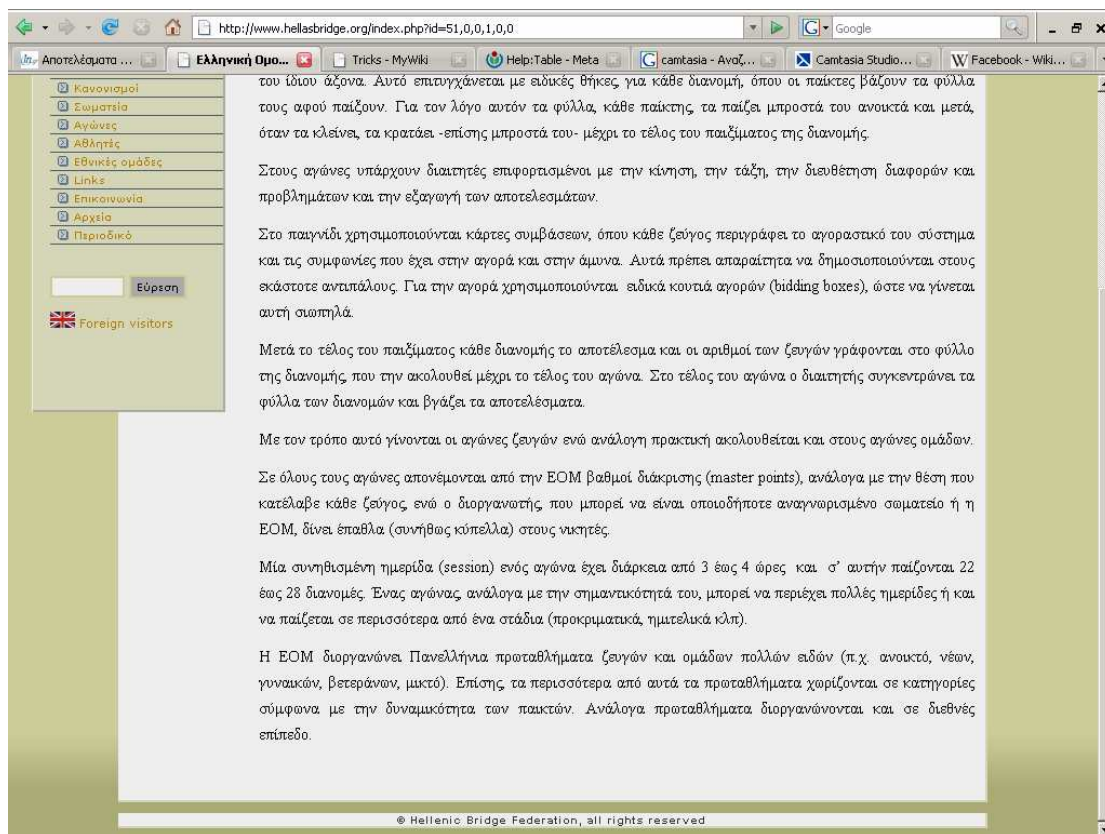 http://www.hellasbridge.org/index.php?id=51,0,0,1,0,0
Google
Αποτελέσματα ...
Ελληνική Ομο...
Tricks - MyWiki
Help:Table - Meta
camtasia - Αναζ...
Camtasia Studio...
Facebook - Wiki...
Κανονισμοί
Σωματεία
Αγώνες
Αθλητές
Εθνικές ομάδες
Links
Επικοινωνία
Αρχεία
Περιοδικό
Εύρεση
Foreign visitors
του ίδιου άξονα. Αυτό επιτυγχάνεται με ειδικές θήκες, για κάθε διανομή, όπου οι παίκτες βάζουν τα φύλλα
τους αφού παίξουν. Για τον λόγο αυτόν τα φύλλα, κάθε παίκτης, τα παίζει μπροστά του ανοικτά και μετά,
όταν τα κλείνει, τα κρατάει -επίσης μπροστά του- μέχρι το τέλος του παιξίματος της διανομής.
Στους αγώνες υπάρχουν διαιτητές επιφορτισμένοι με την κίνηση, την τάξη, την διευθέτηση διαφορών και
προβλημάτων και την εξαγωγή των αποτελεσμάτων.
Στο παιγνίδι χρησιμοποιούνται κάρτες συμβάσεων, όπου κάθε ζεύγος περιγράφει το αγοραστικό του σύστημα
και τις συμφωνίες που έχει στην αγορά και στην άμυνα. Αυτά πρέπει απαραίτητα να δημοσιοποιούνται στους
εκάστοτε αντιπάλους. Για την αγορά χρησιμοποιούνται ειδικά κουτιά αγορών (bidding boxes), ώστε να γίνεται
αυτή σιωπηλά.
Μετά το τέλος του παιξίματος κάθε διανομής το αποτέλεσμα και οι αριθμοί των ζευγών γράφονται στο φύλλο
της διανομής, που την ακολουθεί μέχρι το τέλος του αγώνα. Στο τέλος του αγώνα ο διαιτητής συγκεντρώνει τα
φύλλα των διανομών και βγάζει τα αποτελέσματα.
Με τον τρόπο αυτό γίνονται οι αγώνες ζευγών ενώ ανάλογη πρακτική ακολουθείται και στους αγώνες ομάδων.
Σε όλους τους αγώνες απονέμονται από την ΕΟΜ βαθμοί διάκρισης (master points), ανάλογα με την θέση που
κατέλαβε κάθε ζεύγος, ενώ ο διοργανωτής, που μπορεί να είναι οποιοδήποτε αναγνωρισμένο σωματείο ή η
ΕΟΜ, δίνει έπαθλα (συνήθως κύπελλα) στους νικητές.
Μία συνηθισμένη ημερίδα (session) ενός αγώνα έχει διάρκεια από 3 έως 4 ώρες και σ' αυτήν παίζονται 22
έως 28 διανομές. Ένας αγώνας, ανάλογα με την σημαντικότητά του, μπορεί να περιέχει πολλές ημερίδες ή και
να παίζεται σε περισσότερα από ένα στάδια (προκριματικά, ημιτελικά κλπ).
Η ΕΟΜ διοργανώνει Πανελλήνια πρωταθλήματα ζευγών και ομάδων πολλών ειδών (π.χ. ανοικτό, νέων,
γυναικών, βετεράνων, μικτό). Επίσης, τα περισσότερα από αυτά τα πρωταθλήματα χωρίζονται σε κατηγορίες
σύμφωνα με την δυναμικότητα των παικτών. Ανάλογα πρωταθλήματα διοργανώνονται και σε διεθνές
επίπεδο.
© Hellenic Bridge Federation, all rights reserved